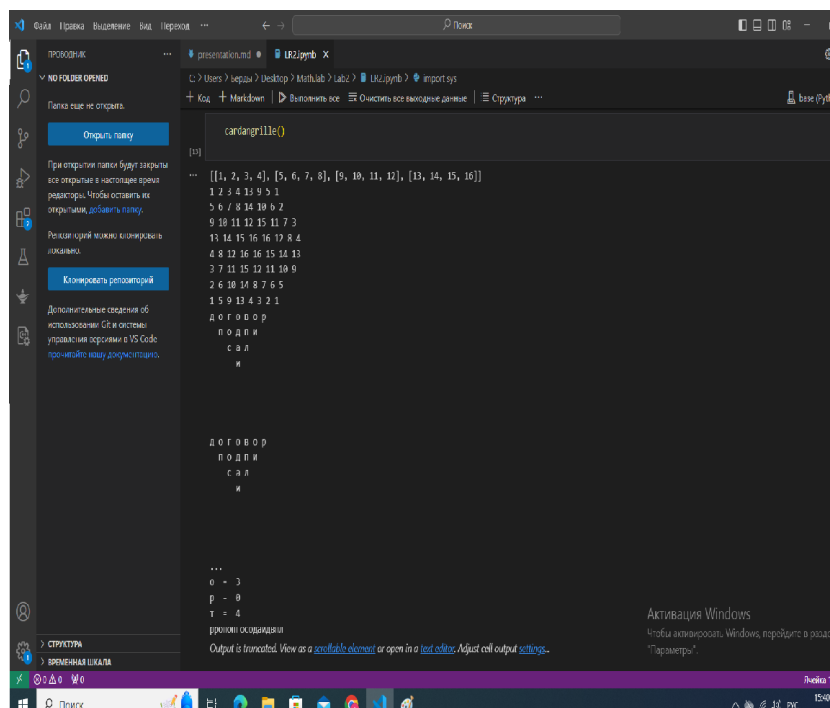 Файл Правка Выделение Вид Переход ...
Поиск
ПРОВОДНИК ...
NO FOLDER OPENED
Папка еще не открыта.
Открыть папку
При открытии папки будут закрыты
все открытые в настоящее время
редакторы. Чтобы оставить их
открытыми, добавить папку.
Репозиторий можно клонировать
локально.
Клонировать репозиторий
Дополнительные сведения об
использовании Git и системы
управления версиями в VS Code
прочитайте нашу документацию.
СТРУКТУРА
ВРЕМЕННАЯ ШКАЛА
presentation.md
LR2.ipynb X
C: > Users > Берды > Desktop > Math.lab > Lab2 > LR2.ipynb > import sys
+ Код + Markdown Выполнить все Очистить все выходные данные Структура ...
base (Pyt
cardangrille()
[13]
... [[1, 2, 3, 4], [5, 6, 7, 8], [9, 10, 11, 12], [13, 14, 15, 16]]
1 2 3 4 13 9 5 1
5 6 7 8 14 10 6 2
9 10 11 12 15 11 7 3
13 14 15 16 16 12 8 4
4 8 12 16 16 15 14 13
3 7 11 15 12 11 10 9
2 6 10 14 8 7 6 5
1 5 9 13 4 3 2 1
д о г о в о р
п о д п и
с а л
и
д о г о в о р
п о д п и
с а л
и
...
о - 3
р - 0
т = 4
Output is truncated. View as a scrollable element or open in a text editor. Adjust cell output settings...
Активация Windows
Чтобы активировать Windows, перейдите в разд
"Параметры".
0 0 0
Ячейка 1
Поиск
РУС
15:40